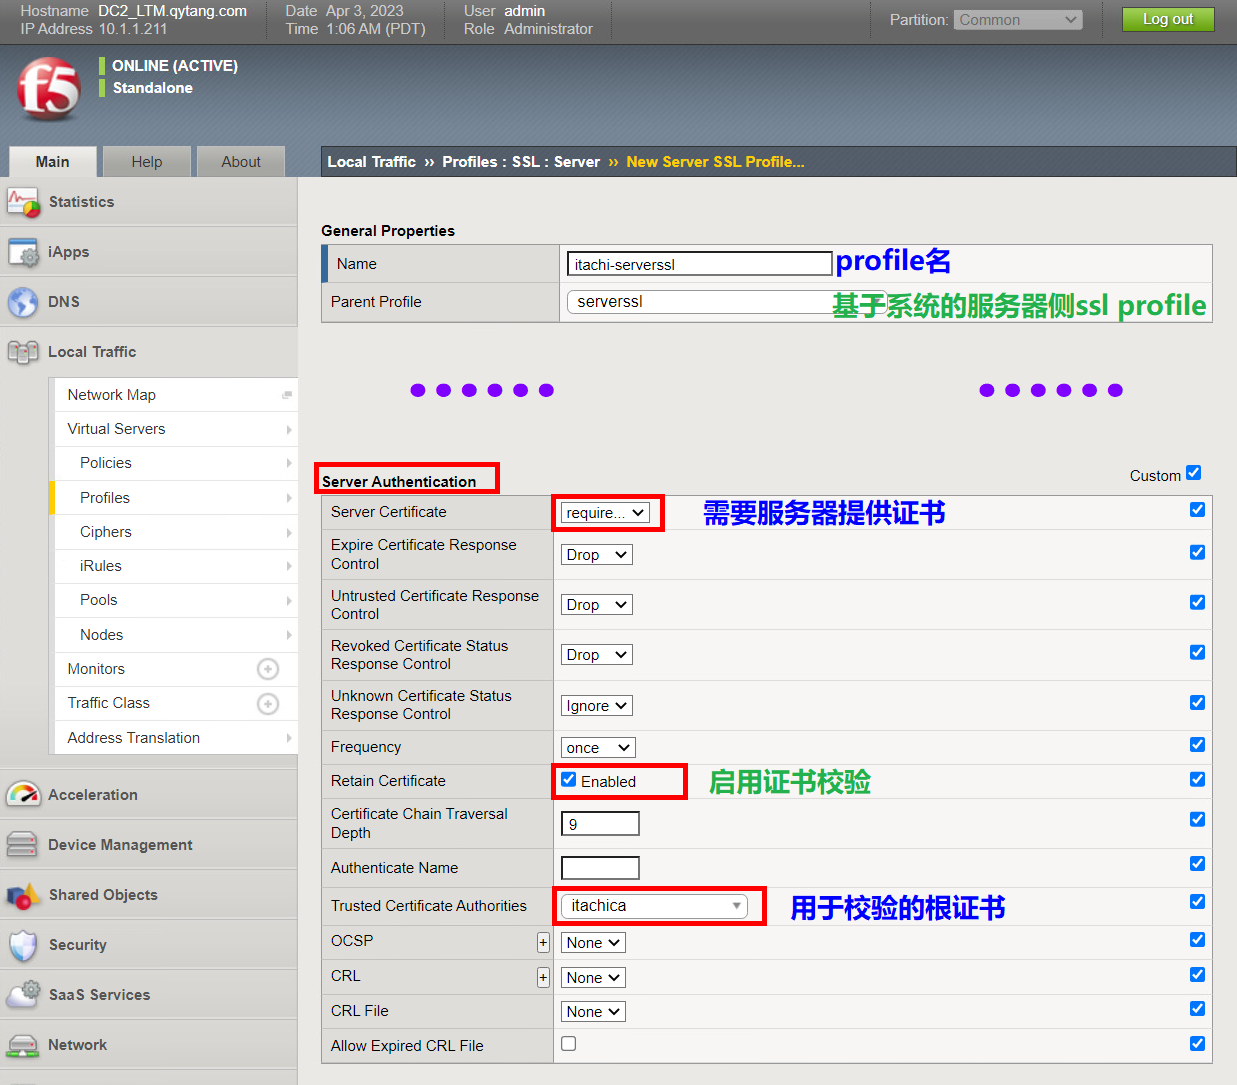 Hostname DC2_LTM.qytang.com
IP Address 10.1.1.211
Date Apr 3, 2023
Time 1:06 AM (PDT)
User admin
Role Administrator
Partition: Common
Log out
f5
ONLINE (ACTIVE)
Standalone
Main
Help
About
Local Traffic ›› Profiles : SSL : Server ›› New Server SSL Profile...
Statistics
iApps
DNS
Local Traffic
Network Map
Virtual Servers
Policies
Profiles
Ciphers
iRules
Pools
Nodes
Monitors
Traffic Class
Address Translation
Acceleration
Device Management
Shared Objects
Security
SaaS Services
Network
General Properties
Name itachi-serverssl profile名
Parent Profile serverssl 基于系统的服务器侧ssl profile
Server Authentication
Custom
Server Certificate require... 需要服务器提供证书
Expire Certificate Response Control Drop
Untrusted Certificate Response Control Drop
Revoked Certificate Status Response Control Drop
Unknown Certificate Status Response Control Ignore
Frequency once
Retain Certificate Enabled 启用证书校验
Certificate Chain Traversal Depth 9
Authenticate Name
Trusted Certificate Authorities itachica 用于校验的根证书
OCSP + None
CRL + None
CRL File None
Allow Expired CRL File